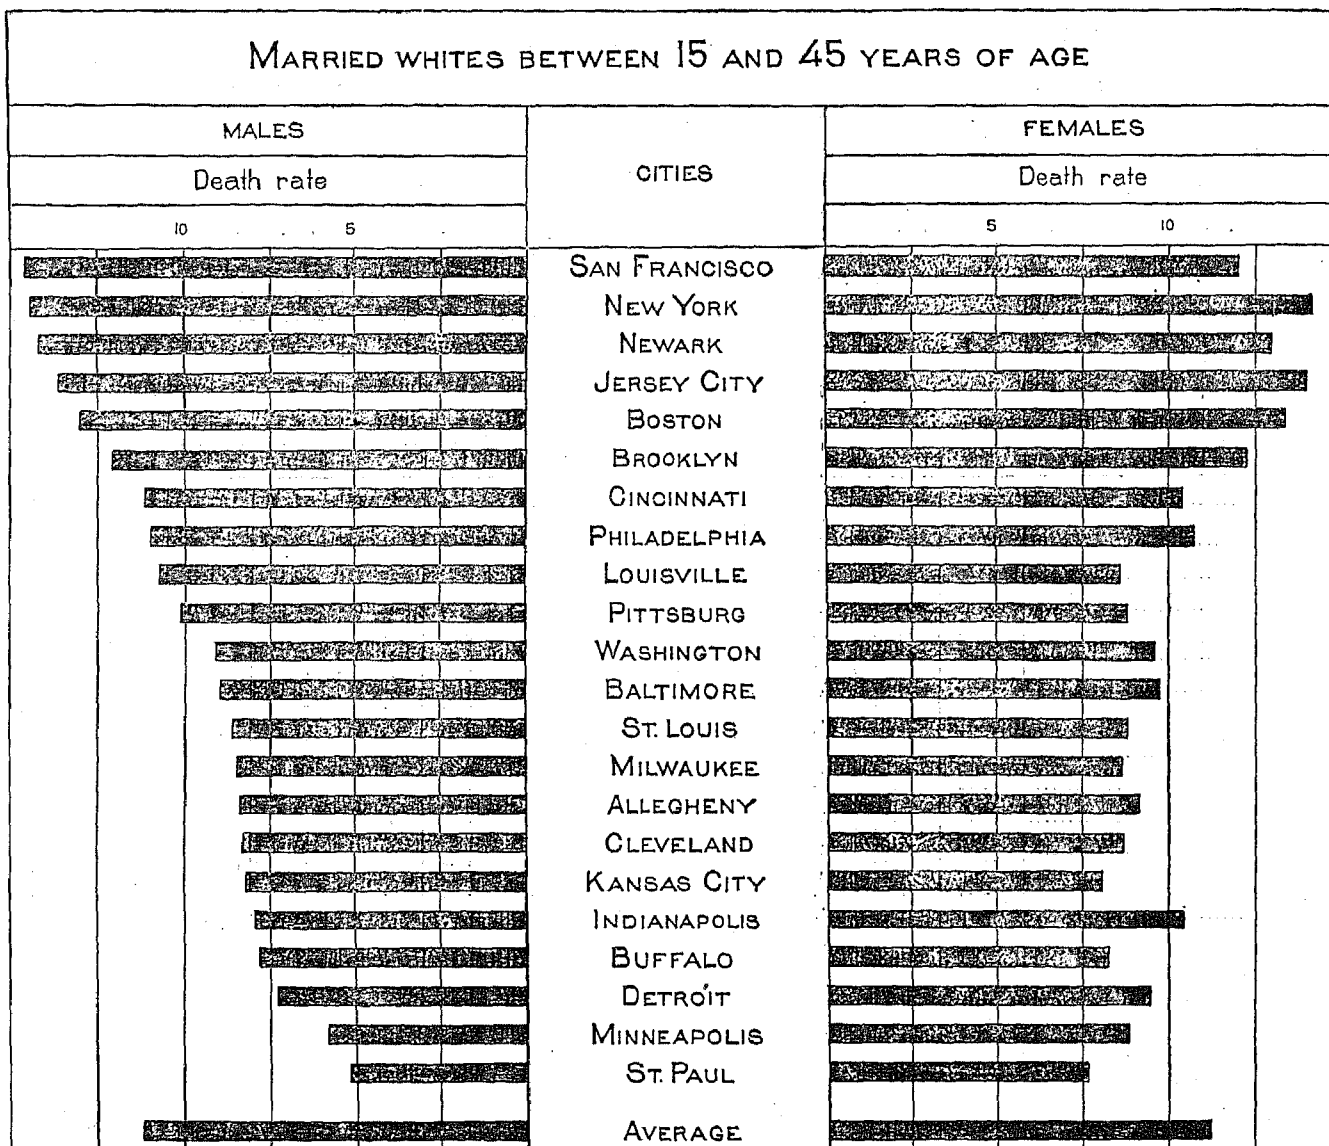 MARRIED WHITES BETWEEN 15 AND 45 YEARS OF AGE
MALES
CITIES
FEMALES
Death rate
Death rate
10 5
5 10
SAN FRANCISCO
NEW YORK
NEWARK
JERSEY CITY
BOSTON
BROOKLYN
CINCINNATI
PHILADELPHIA
LOUISVILLE
PITTSBURG
WASHINGTON
BALTIMORE
ST. LOUIS
MILWAUKEE
ALLEGHENY
CLEVELAND
KANSAS CITY
INDIANAPOLIS
BUFFALO
DETROIT
MINNEAPOLIS
ST. PAUL
AVERAGE